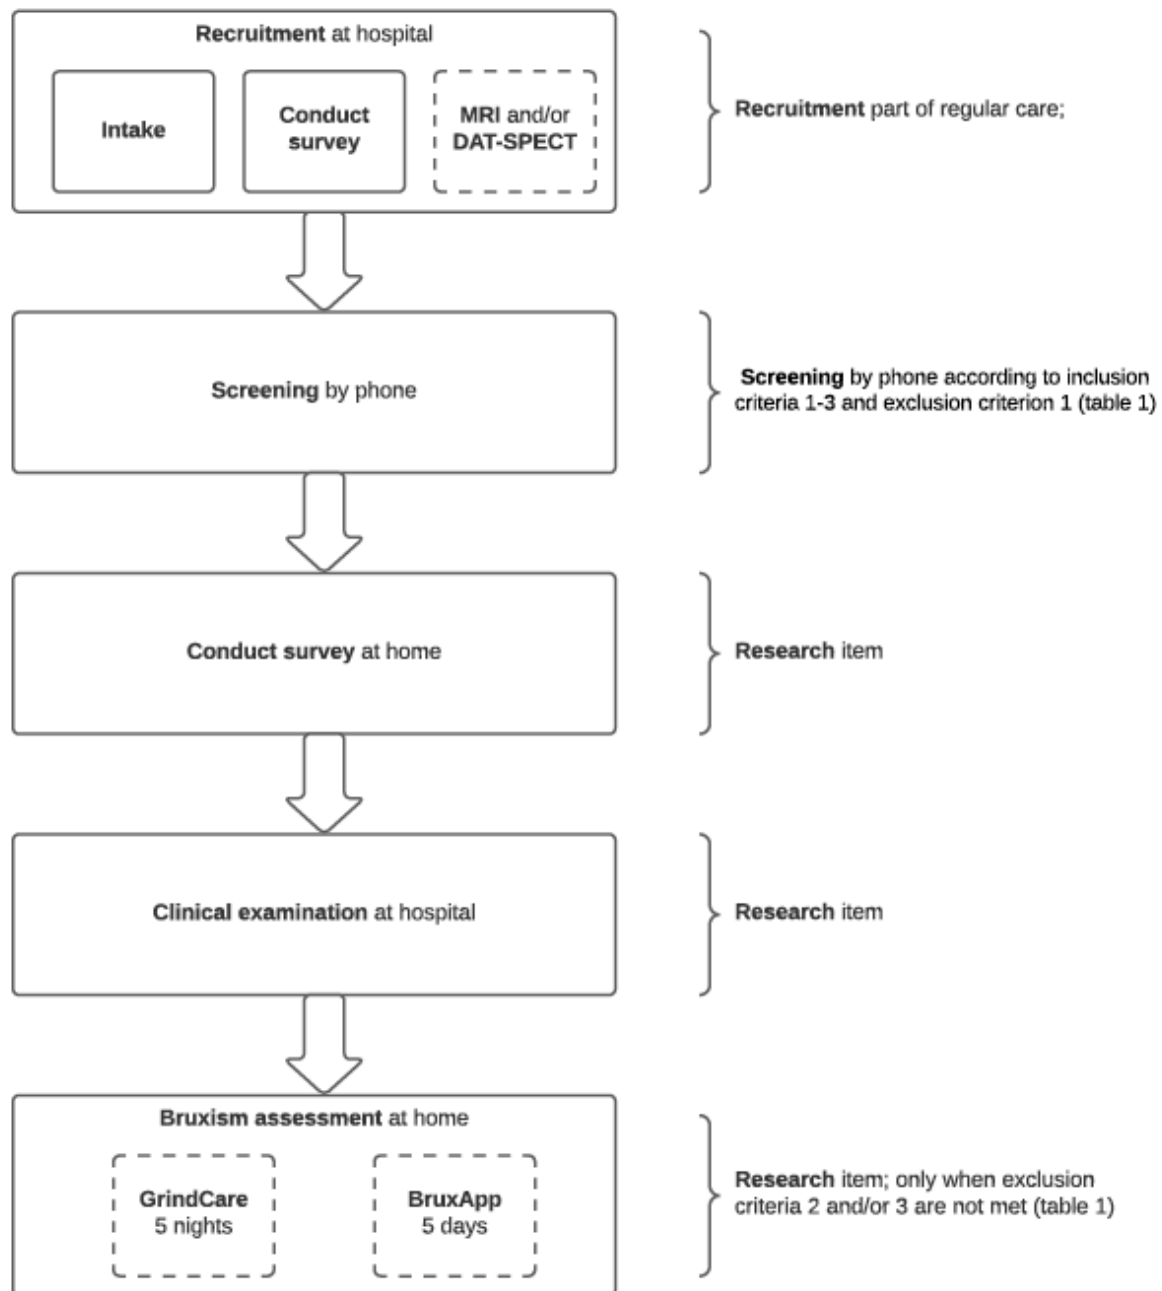 Recruitment at hospital
Intake
Conduct
survey
MRI and/or
DAT-SPECT
Recruitment part of regular care;
Screening by phone
Screening by phone according to inclusion
criteria 1-3 and exclusion criterion 1 (table 1)
Conduct survey at home
Research item
Clinical examination at hospital
Research item
Bruxism assessment at home
GrindCare
5 nights
BruxApp
5 days
Research item; only when exclusion
criteria 2 and/or 3 are not met (table 1)